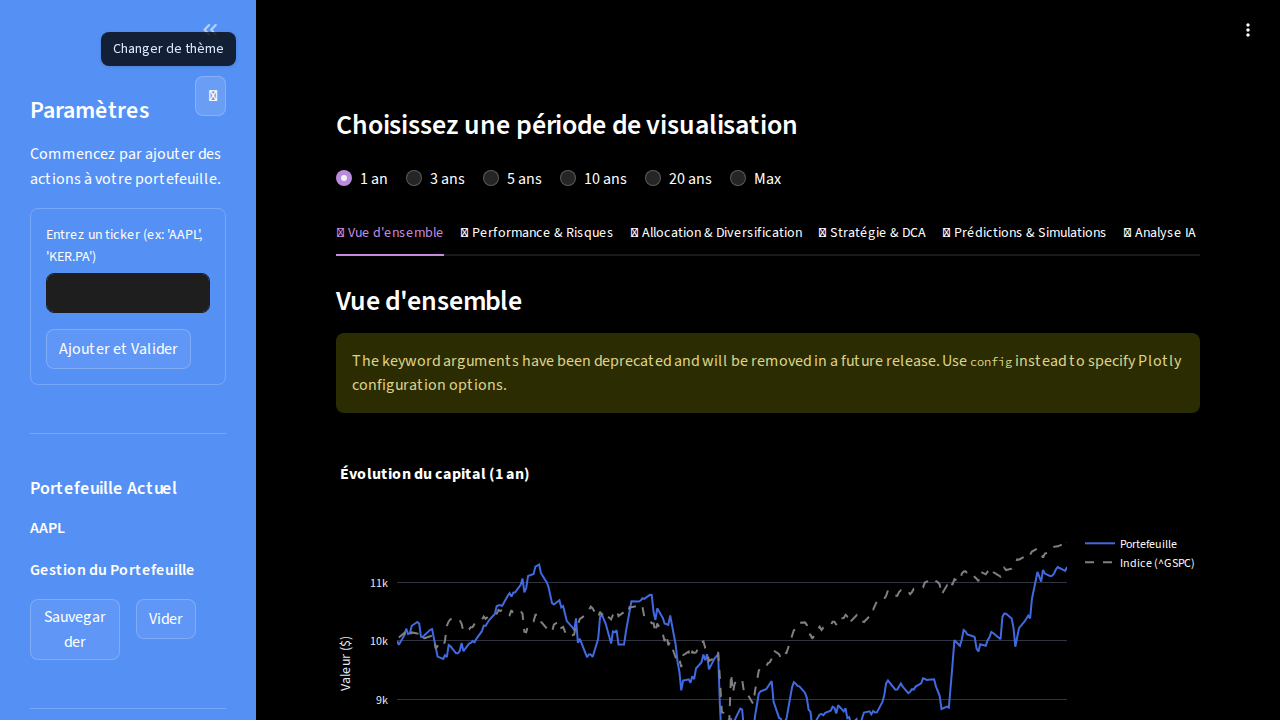 Changer de thème
Paramètres
Commencez par ajouter des
actions à votre portefeuille.
Entrez un ticker (ex: 'AAPL',
'KER.PA')
Ajouter et Valider
Portefeuille Actuel
AAPL
Gestion du Portefeuille
Sauvegar
der
Vider
Choisissez une période de visualisation
1 an
3 ans
5 ans
10 ans
20 ans
Max
Vue d'ensemble
Performance & Risques
Allocation & Diversification
Stratégie & DCA
Prédictions & Simulations
Analyse IA
Vue d'ensemble
The keyword arguments have been deprecated and will be removed in a future release. Use config instead to specify Plotly
configuration options.
Évolution du capital (1 an)
Portefeuille
Indice (^GSPC)
11k
10k
9k
Valeur ($)